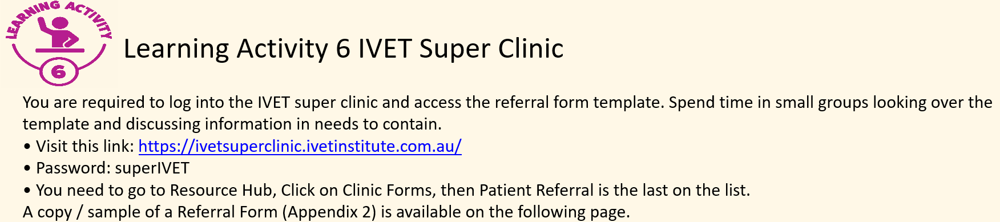 LEARNING ACTIVITY
6
Learning Activity 6 IVET Super Clinic
You are required to log into the IVET super clinic and access the referral form template. Spend time in small groups looking over the
template and discussing information in needs to contain.
• Visit this link: https://ivetsuperclinic.ivetinstitute.com.au/
• Password: superIVET
• You need to go to Resource Hub, Click on Clinic Forms, then Patient Referral is the last on the list.
A copy / sample of a Referral Form (Appendix 2) is available on the following page.